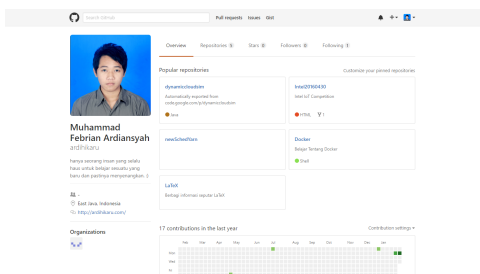 Search GitHub
Pull requests Issues Gist
Overview Repositories Stars Followers Following
Popular repositories
Customize your pinned repositories
dynamiccloudsim
Automatically exported from
code.google.com/p/dynamiccloudsim
Java
Intel20160430
Intel IoT Competition
HTML 1
newSchedYarn
Docker
Belajar Tentang Docker
Shell
LaTeX
Berbagi informasi seputar LaTeX
Muhammad
Febrian Ardiansyah
ardihikaru
hanya seorang insan yang selalu
haus untuk belajar sesuatu yang
baru dan pastinya menyenangkan. :)
East Java, Indonesia
http://ardihikaru.com/
Organizations
17 contributions in the last year
Contribution settings
Feb Mar Apr May Jun Jul Aug Sep Oct Nov Dec Jan
Mon
Wed
Fri